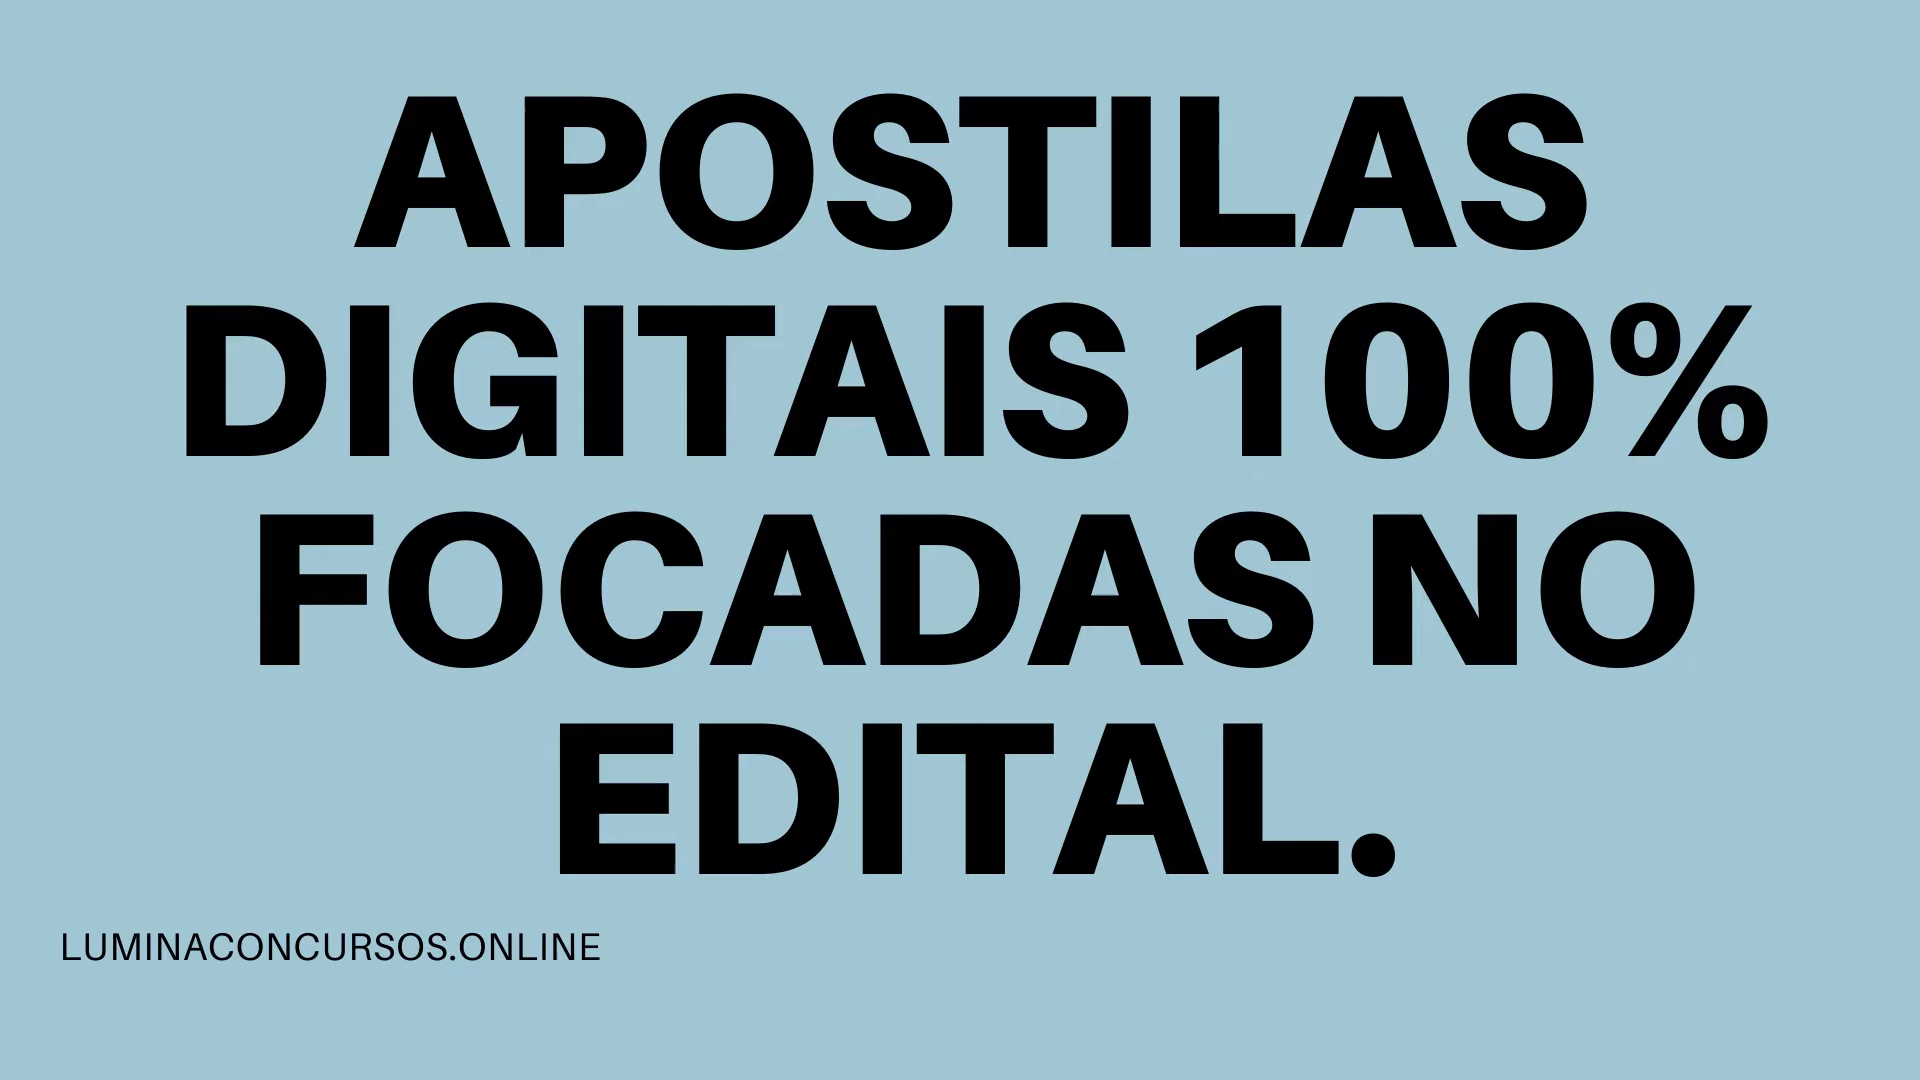 APOSTILAS
DIGITAIS 100%
FOCADAS NO
EDITAL.
LUMINACONCURSOS.ONLINE